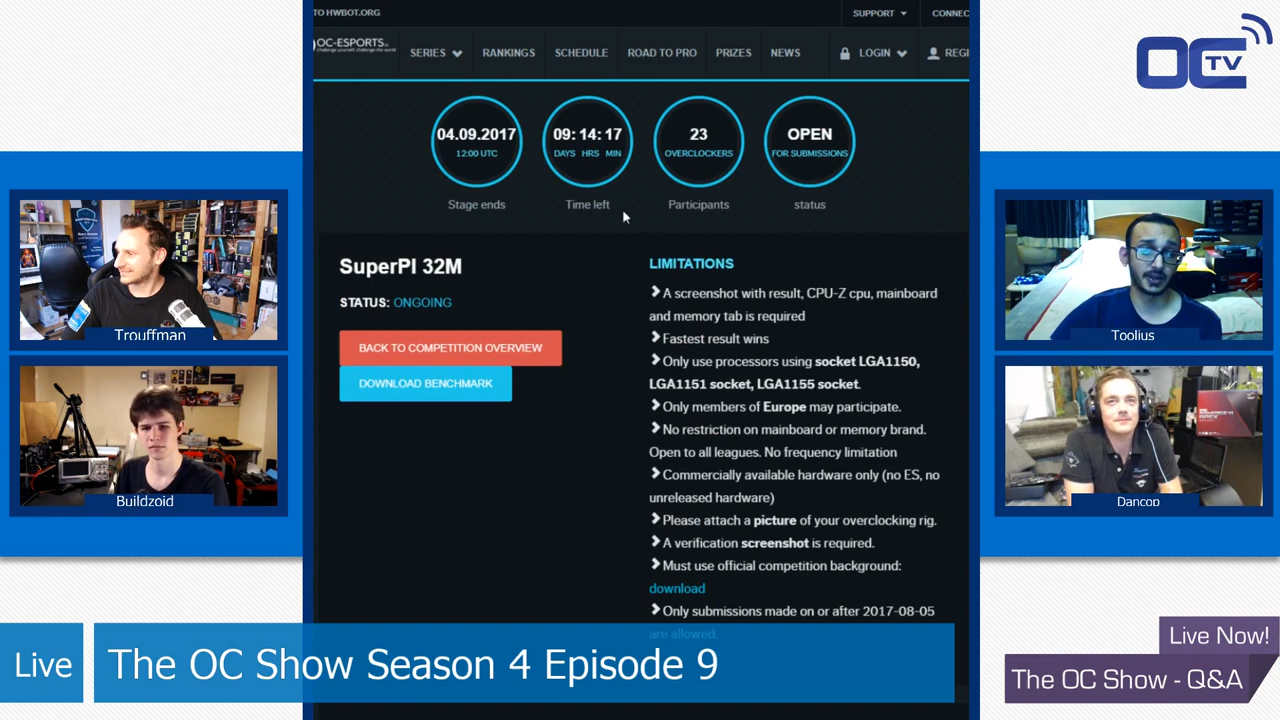 TO HWBOT.ORG
SUPPORT
CONNEC
OC-ESPORTS.io
challenge yourself, challenge the world
SERIES
RANKINGS
SCHEDULE
ROAD TO PRO
PRIZES
NEWS
LOGIN
REGI
OC TV
04.09.2017
12:00 UTC
Stage ends
09: 14: 17
DAYS HRS MIN
Time left
23
OVERCLOCKERS
Participants
OPEN
FOR SUBMISSIONS
status
SuperPI 32M
STATUS: ONGOING
BACK TO COMPETITION OVERVIEW
DOWNLOAD BENCHMARK
LIMITATIONS
A screenshot with result, CPU-Z cpu, mainboard
and memory tab is required
Fastest result wins
Only use processors using socket LGA1150,
LGA1151 socket, LGA1155 socket.
Only members of Europe may participate.
No restriction on mainboard or memory brand.
Open to all leagues. No frequency limitation
Commercially available hardware only (no ES, no
unreleased hardware)
Please attach a picture of your overclocking rig.
A verification screenshot is required.
Must use official competition background:
download
Only submissions made on or after 2017-08-05
are allowed.
Trouffman
Buildzoid
Toolius
Dancop
Live
The OC Show Season 4 Episode 9
Live Now!
The OC Show - Q&A